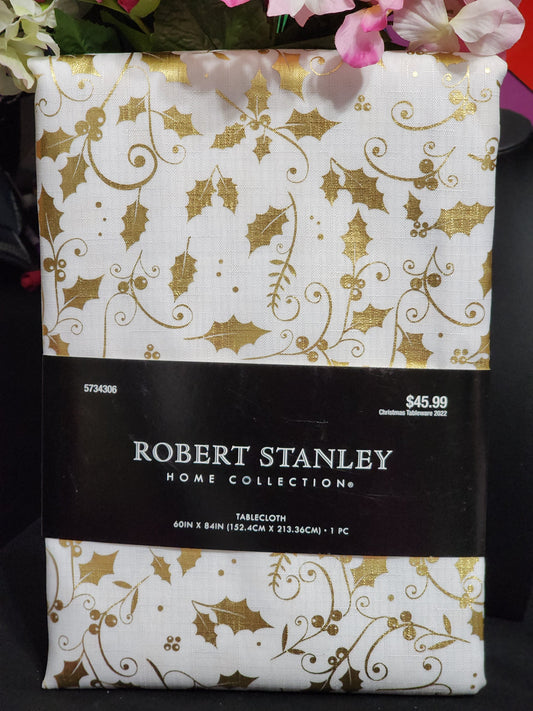 5734306
$45.99
Christmas Tableware 2022
ROBERT STANLEY
HOME COLLECTION®
TABLECLOTH
60IN X 84IN (152.4CM X 213.36CM) • 1 PC